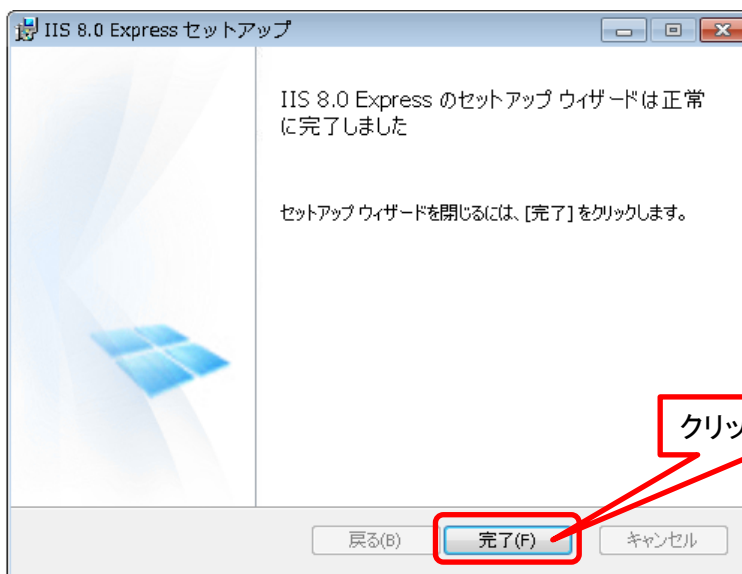 IIS 8.0 Express セットアップ
IIS 8.0 Express のセットアップ ウィザードは正常
に完了しました
セットアップ ウィザードを閉じるには、[完了] をクリックします。
クリッ
戻る(B) 完了(F) キャンセル